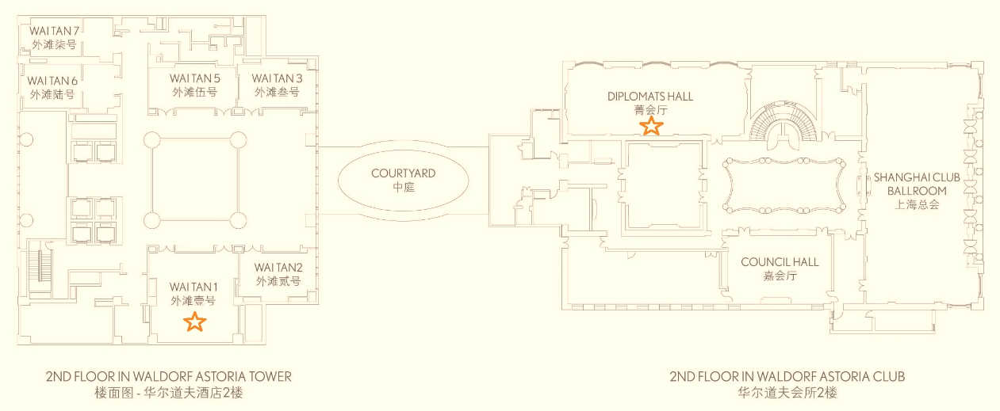 WAI TAN 7
外滩柒号
WAI TAN 6
外滩陆号
WAI TAN 5
外滩伍号
WAI TAN 3
外滩叁号
WAI TAN 1
外滩壹号
WAI TAN2
外滩贰号
COURTYARD
中庭
DIPLOMATS HALL
菁会厅
SHANGHAI CLUB
BALLROOM
上海总会
COUNCIL HALL
嘉会厅
2ND FLOOR IN WALDORF ASTORIA TOWER
楼面图 - 华尔道夫酒店2楼
2ND FLOOR IN WALDORF ASTORIA CLUB
华尔道夫会所2楼